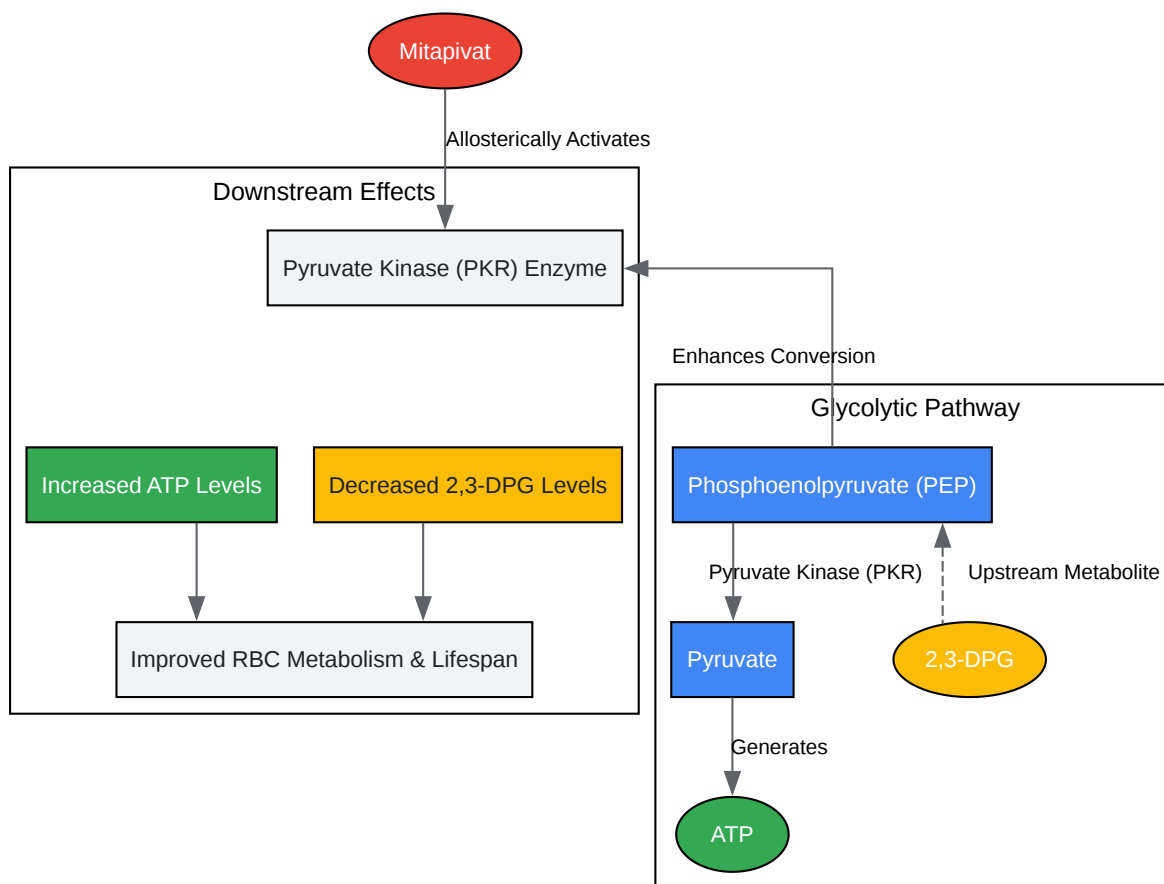 Mitapivat
Allosterically Activates
Downstream Effects
Pyruvate Kinase (PKR) Enzyme
Enhances Conversion
Glycolytic Pathway
Increased ATP Levels
Decreased 2,3-DPG Levels
Phosphoenolpyruvate (PEP)
Pyruvate Kinase (PKR)
Upstream Metabolite
Improved RBC Metabolism & Lifespan
Pyruvate
2,3-DPG
Generates
ATP